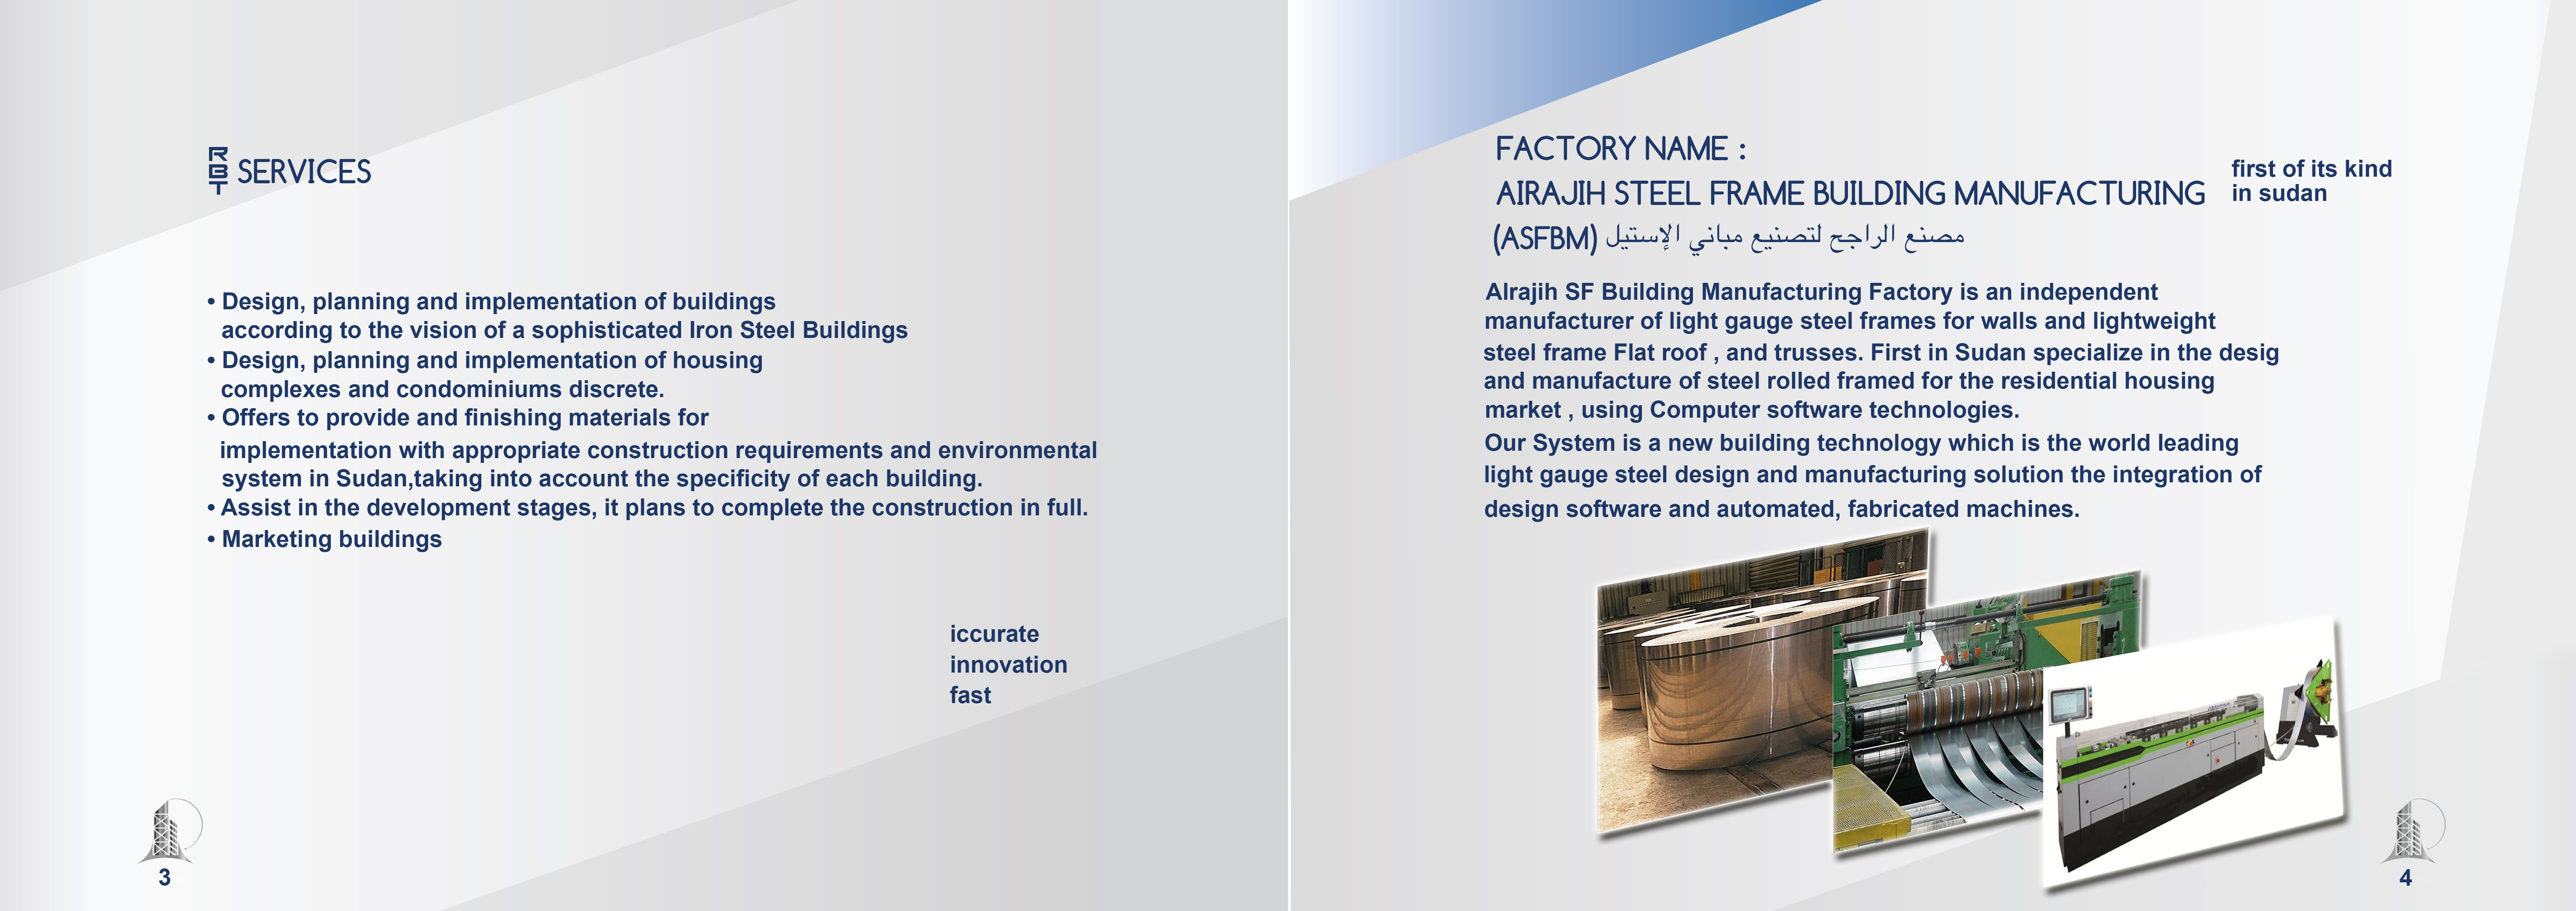 RBT SERVICES
• Design, planning and implementation of buildings
according to the vision of a sophisticated Iron Steel Buildings
• Design, planning and implementation of housing
complexes and condominiums discrete.
• Offers to provide and finishing materials for
implementation with appropriate construction requirements and environmental
system in Sudan,taking into account the specificity of each building.
• Assist in the development stages, it plans to complete the construction in full.
• Marketing buildings
iccurate
innovation
fast
3
FACTORY NAME :
AIRAJIH STEEL FRAME BUILDING MANUFACTURING
first of its kind
in sudan
(ASFBM) مصنع الراجح لتصنيع مباني الإستيل
Alrajih SF Building Manufacturing Factory is an independent
manufacturer of light gauge steel frames for walls and lightweight
steel frame Flat roof , and trusses. First in Sudan specialize in the desig
and manufacture of steel rolled framed for the residential housing
market , using Computer software technologies.
Our System is a new building technology which is the world leading
light gauge steel design and manufacturing solution the integration of
design software and automated, fabricated machines.
4